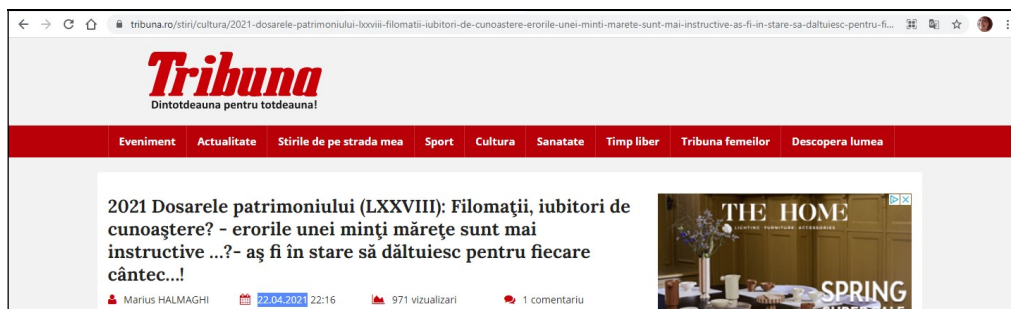 tribuna.ro/stiri/cultura/2021-dosarele-patrimoniului-lxxviii-filomatii-iubitori-de-cunoastere-erorile-unei-minti-marete-sunt-mai-instructive-as-fi-in-stare-sa-daltuiesc-pentru-fi...
Tribuna
Dintotdeauna pentru totdeauna!
Eveniment Actualitate Stirile de pe strada mea Sport Cultura Sanatate Timp liber Tribuna femeilor Descopera lumea
2021 Dosarele patrimoniului (LXXVIII): Filomaţii, iubitori de
cunoaştere? - erorile unei minţi măreţe sunt mai
instructive ...?- aş fi în stare să dăltuiesc pentru fiecare
cântec...!
Marius HALMAGHI 22.04.2021 22:16 971 vizualizari 1 comentariu
THE HOME
LIGHTING FURNITURE ACCESSORIES
SPRING